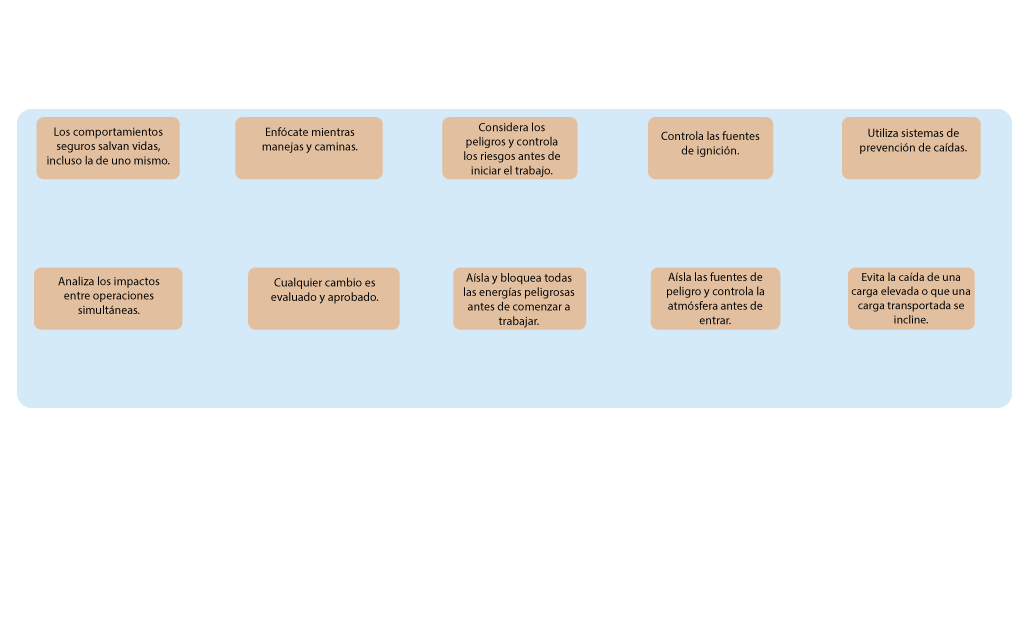 Los comportamientos
seguros salvan vidas,
incluso la de uno mismo.
Enfócate mientras
manejas y caminas.
Considera los
peligros y controla
los riesgos antes de
iniciar el trabajo.
Controla las fuentes
de ignición.
Utiliza sistemas de
prevención de caídas.
Analiza los impactos
entre operaciones
simultáneas.
Cualquier cambio es
evaluado y aprobado.
Aísla y bloquea todas
las energías peligrosas
antes de comenzar a
trabajar.
Aísla las fuentes de
peligro y controla la
atmósfera antes de
entrar.
Evita la caída de una
carga elevada o que una
carga transportada se
incline.